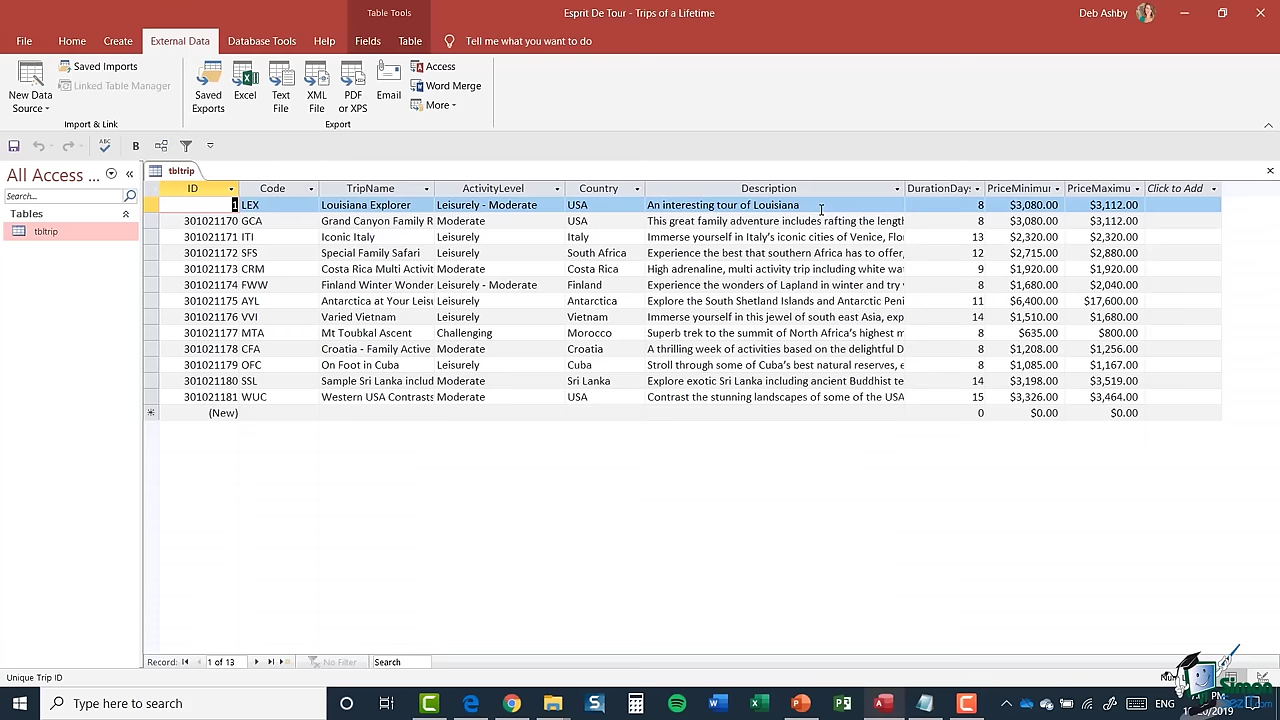 Table Tools
Esprit De Tour - Trips of a Lifetime
Deb Ashby
File Home Create External Data Database Tools Help Fields Table Tell me what you want to do
New Data Source
Saved Imports
Linked Table Manager
Import & Link
Saved Exports
Excel
Text File
XML File
PDF or XPS
Email
Access
Word Merge
More
Export
ABC
B
All Access ...
Search...
Tables
tbltrip
tbltrip
ID Code TripName ActivityLevel Country Description DurationDays PriceMinimur PriceMaximu Click to Add
1 LEX Louisiana Explorer Leisurely - Moderate USA An interesting tour of Louisiana 8 $3,080.00 $3,112.00
301021170 GCA Grand Canyon Family R Moderate USA This great family adventure includes rafting the length 8 $3,080.00 $3,112.00
301021171 ITI Iconic Italy Leisurely Italy Immerse yourself in Italy's iconic cities of Venice, Flor 13 $2,320.00 $2,320.00
301021172 SFS Special Family Safari Leisurely South Africa Experience the best that southern Africa has to offer, 12 $2,715.00 $2,880.00
301021173 CRM Costa Rica Multi Activit Moderate Costa Rica High adrenaline, multi activity trip including white wat 9 $1,920.00 $1,920.00
301021174 FWW Finland Winter Wonder Leisurely - Moderate Finland Experience the wonders of Lapland in winter and try 8 $1,680.00 $2,040.00
301021175 AYL Antarctica at Your Leisu Leisurely Antarctica Explore the South Shetland Islands and Antarctic Peni 11 $6,400.00 $17,600.00
301021176 VVI Varied Vietnam Leisurely Vietnam Immerse yourself in this jewel of south east Asia, exp 14 $1,510.00 $1,680.00
301021177 MTA Mt Toubkal Ascent Challenging Morocco Superb trek to the summit of North Africa's highest m 8 $635.00 $800.00
301021178 CFA Croatia - Family Active Moderate Croatia A thrilling week of activities based on the delightful D 8 $1,208.00 $1,256.00
301021179 OFC On Foot in Cuba Leisurely Cuba Stroll through some of Cuba's best natural reserves, e 8 $1,085.00 $1,167.00
301021180 SSL Sample Sri Lanka includ Moderate Sri Lanka Explore exotic Sri Lanka including ancient Buddhist te 14 $3,198.00 $3,519.00
301021181 WUC Western USA Contrasts Moderate USA Contrast the stunning landscapes of some of the USA 15 $3,326.00 $3,464.00
(New) 0 $0.00 $0.00
Record: 1 of 13 No Filter Search
Unique Trip ID
Type here to search
ENG
PM
/2019
Simon